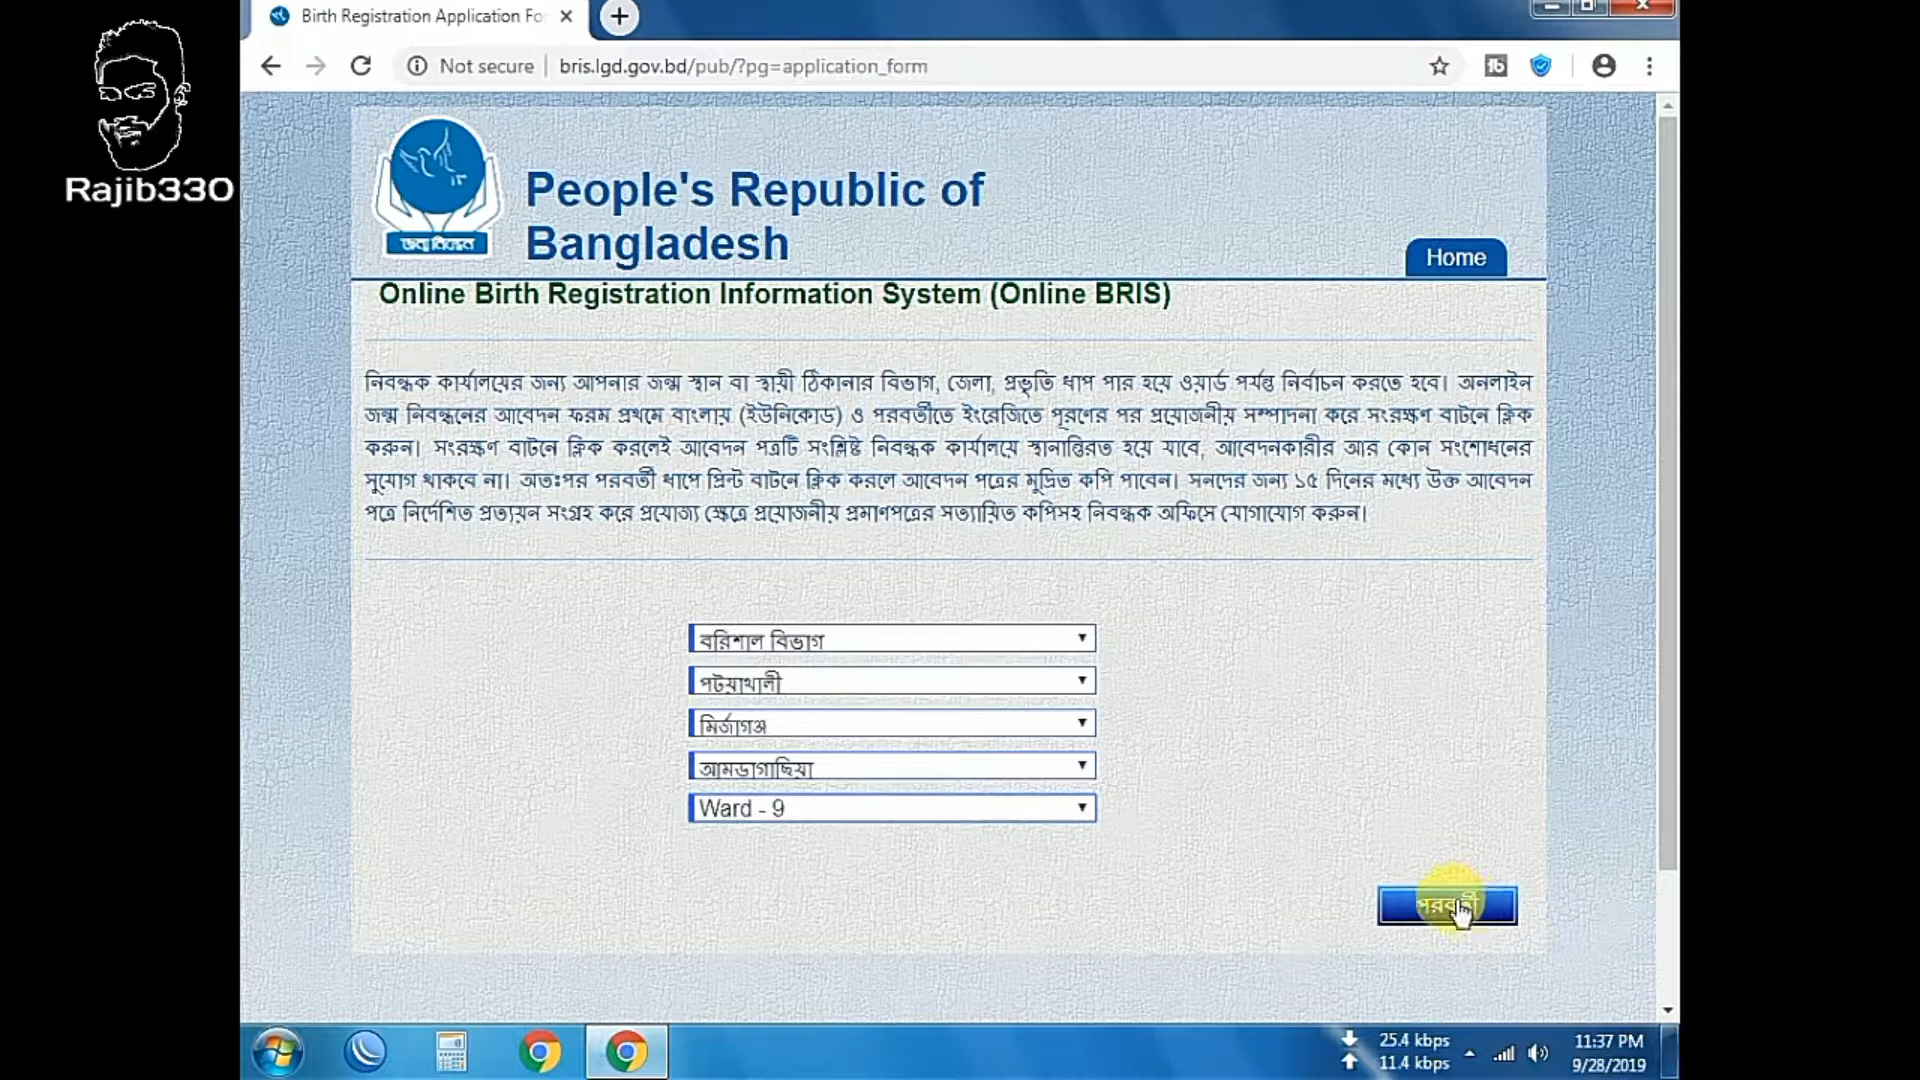 Birth Registration Application Fo
Not secure
bris.lgd.gov.bd/pub/?pg=application_form
Rajib330
জন্ম নিবন্ধন
People's Republic of
Bangladesh
Home
Online Birth Registration Information System (Online BRIS)
নিবন্ধক কার্যালয়ের জন্য আপনার জন্ম স্থান বা স্থায়ী ঠিকানার বিভাগ, জেলা, প্রভৃতি ধাপ পার হয়ে ওয়ার্ড পর্যন্ত নির্বাচন করতে হবে। অনলাইন
জন্ম নিবন্ধনের আবেদন ফরম প্রথমে বাংলায় (ইউনিকোড) ও পরবর্তীতে ইংরেজিতে পূরণের পর প্রয়োজনীয় সম্পাদনা করে সংরক্ষণ বাটনে ক্লিক
করুন। সংরক্ষণ বাটনে ক্লিক করলেই আবেদন পত্রটি সংশ্লিষ্ট নিবন্ধক কার্যালয়ে স্থানান্তিরত হয়ে যাবে, আবেদনকারীর আর কোন সংশোধনের
সুযোগ থাকবে না। অতঃপর পরবর্তী ধাপে প্রিন্ট বাটনে ক্লিক করলে আবেদন পত্রের মুদ্রিত কপি পাবেন। সনদের জন্য ১৫ দিনের মধ্যে উক্ত আবেদন
পত্রে নির্দেশিত প্রত্যয়ন সংগ্রহ করে প্রযোজ্য ক্ষেত্রে প্রয়োজনীয় প্রমাণপত্রের সত্যায়িত কপিসহ নিবন্ধক অফিসে যোগাযোগ করুন।
বরিশাল বিভাগ
পটুয়াখালী
মির্জাগঞ্জ
আমড়াগাছিয়া
Ward - 9
পরবর্তী
25.4 kbps
11.4 kbps
11:37 PM
9/28/2019